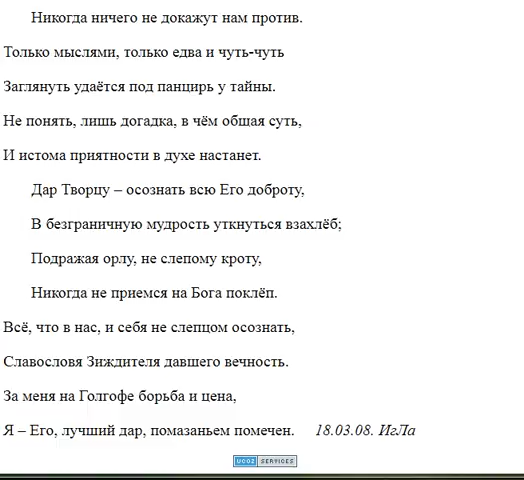 Никогда ничего не докажут нам против.
Только мыслями, только едва и чуть-чуть
Заглянуть удаётся под панцирь у тайны.
Не понять, лишь догадка, в чём общая суть,
И истома приятности в духе настанет.
Дар Творцу – осознать всю Его доброту,
В безграничную мудрость уткнуться взахлёб;
Подражая орлу, не слепому кроту,
Никогда не приемся на Бога поклёп.
Всё, что в нас, и себя не слепцом осознать,
Славословя Зиждителя давшего вечность.
За меня на Голгофе борьба и цена,
Я – Его, лучший дар, помазаньем помечен. 18.03.08. ИгЛа
UCOZ SERVICES